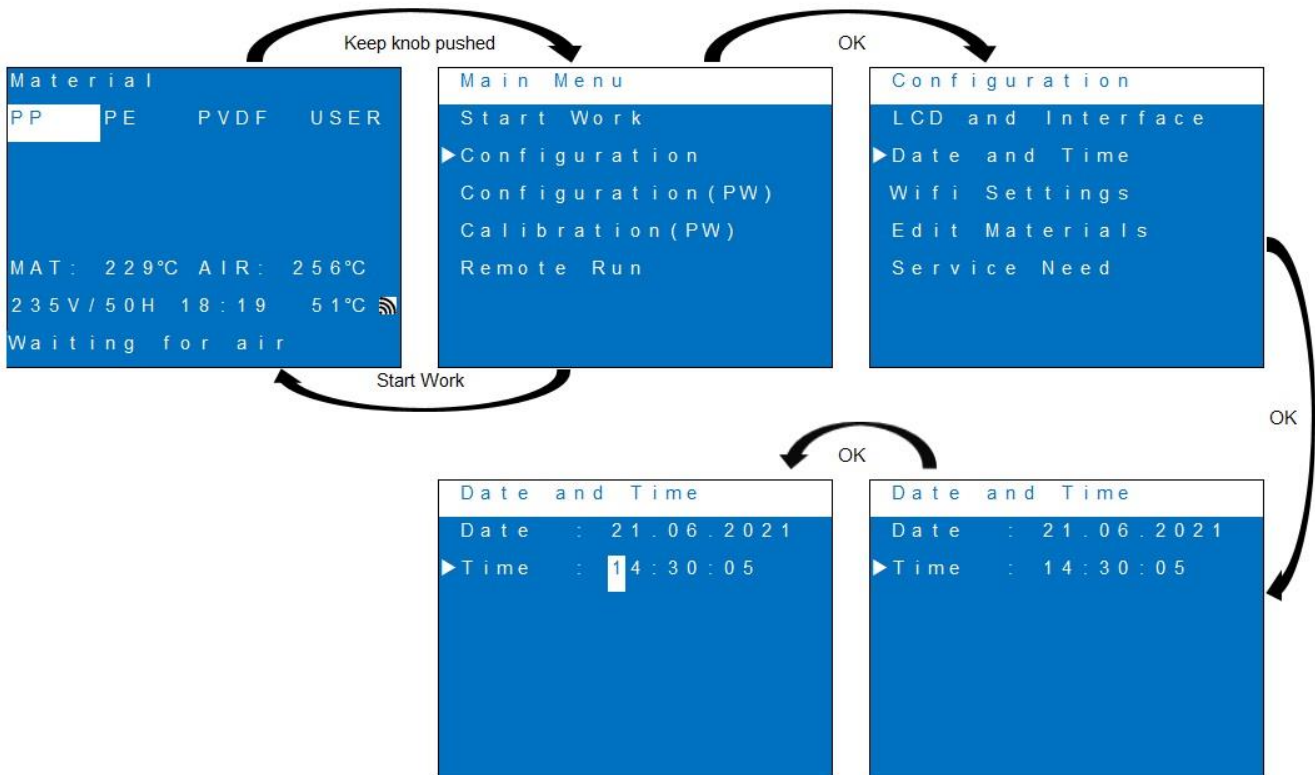 Keep knob pushed
OK
Material
PP PE PVDF USER
MAT: 229°C AIR: 256°C
235V/50H 18:19 51°C
Waiting for air
Main Menu
Start Work
Configuration
Configuration(PW)
Calibration(PW)
Remote Run
Configuration
LCD and Interface
Date and Time
Wifi Settings
Edit Materials
Service Need
Start Work
OK
OK
Date and Time
Date : 21.06.2021
Time : 14:30:05
Date and Time
Date : 21.06.2021
Time : 14:30:05